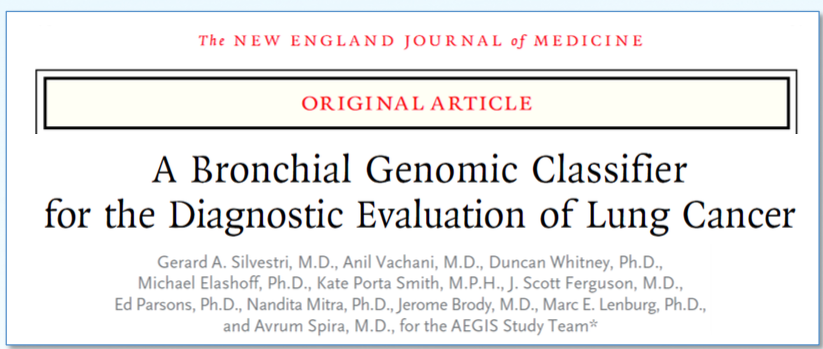 The NEW ENGLAND JOURNAL of MEDICINE
ORIGINAL ARTICLE
A Bronchial Genomic Classifier
for the Diagnostic Evaluation of Lung Cancer
Gerard A. Silvestri, M.D., Anil Vachani, M.D., Duncan Whitney, Ph.D.,
Michael Elashoff, Ph.D., Kate Porta Smith, M.P.H., J. Scott Ferguson, M.D.,
Ed Parsons, Ph.D., Nandita Mitra, Ph.D., Jerome Brody, M.D., Marc E. Lenburg, Ph.D.,
and Avrum Spira, M.D., for the AEGIS Study Team*